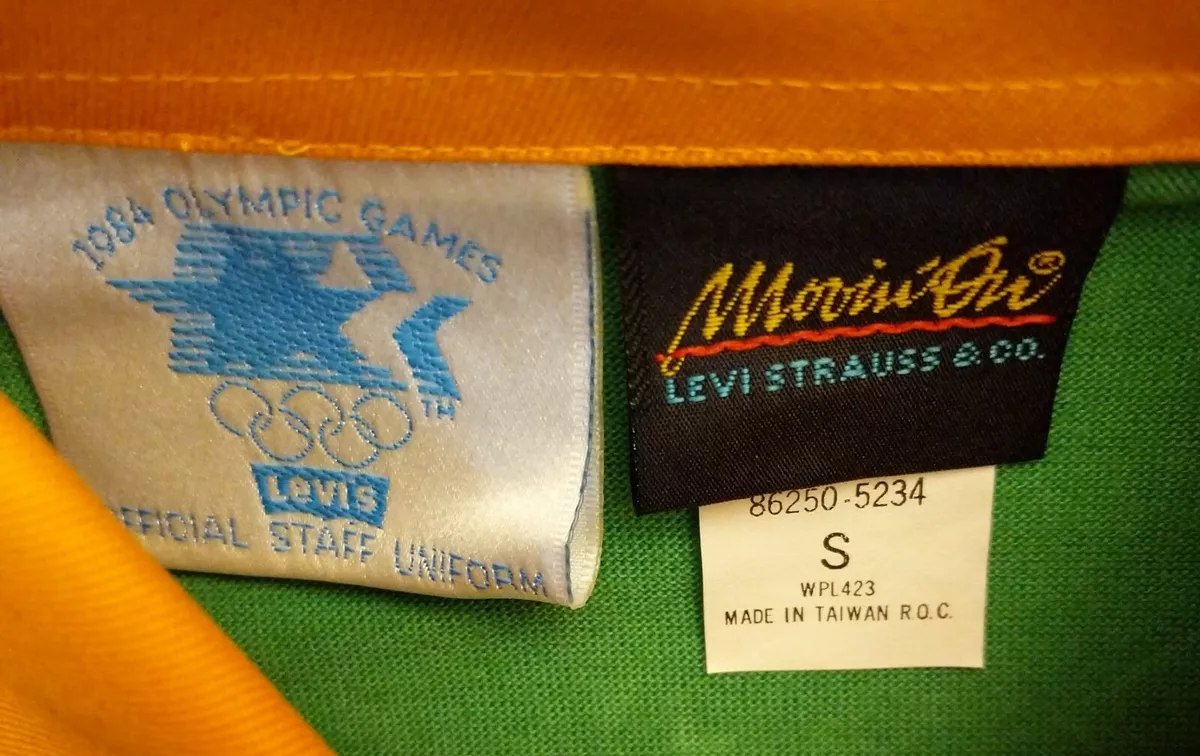 1984 OLYMPIC GAMES
TM
LEVI'S
OFFICIAL STAFF UNIFORM
Movin' On®
LEVI STRAUSS & CO.
86250-5234
S
WPL423
MADE IN TAIWAN R.O.C.